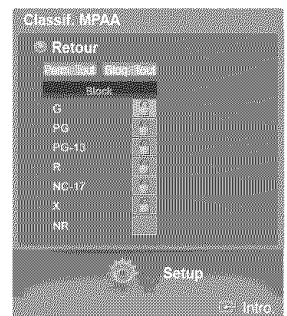 Classif. MPAA
Retour
Perm. Tout Bloq. Tout
Block
G
PG
PG-13
R
NC-17
X
NR
Setup
Intro.